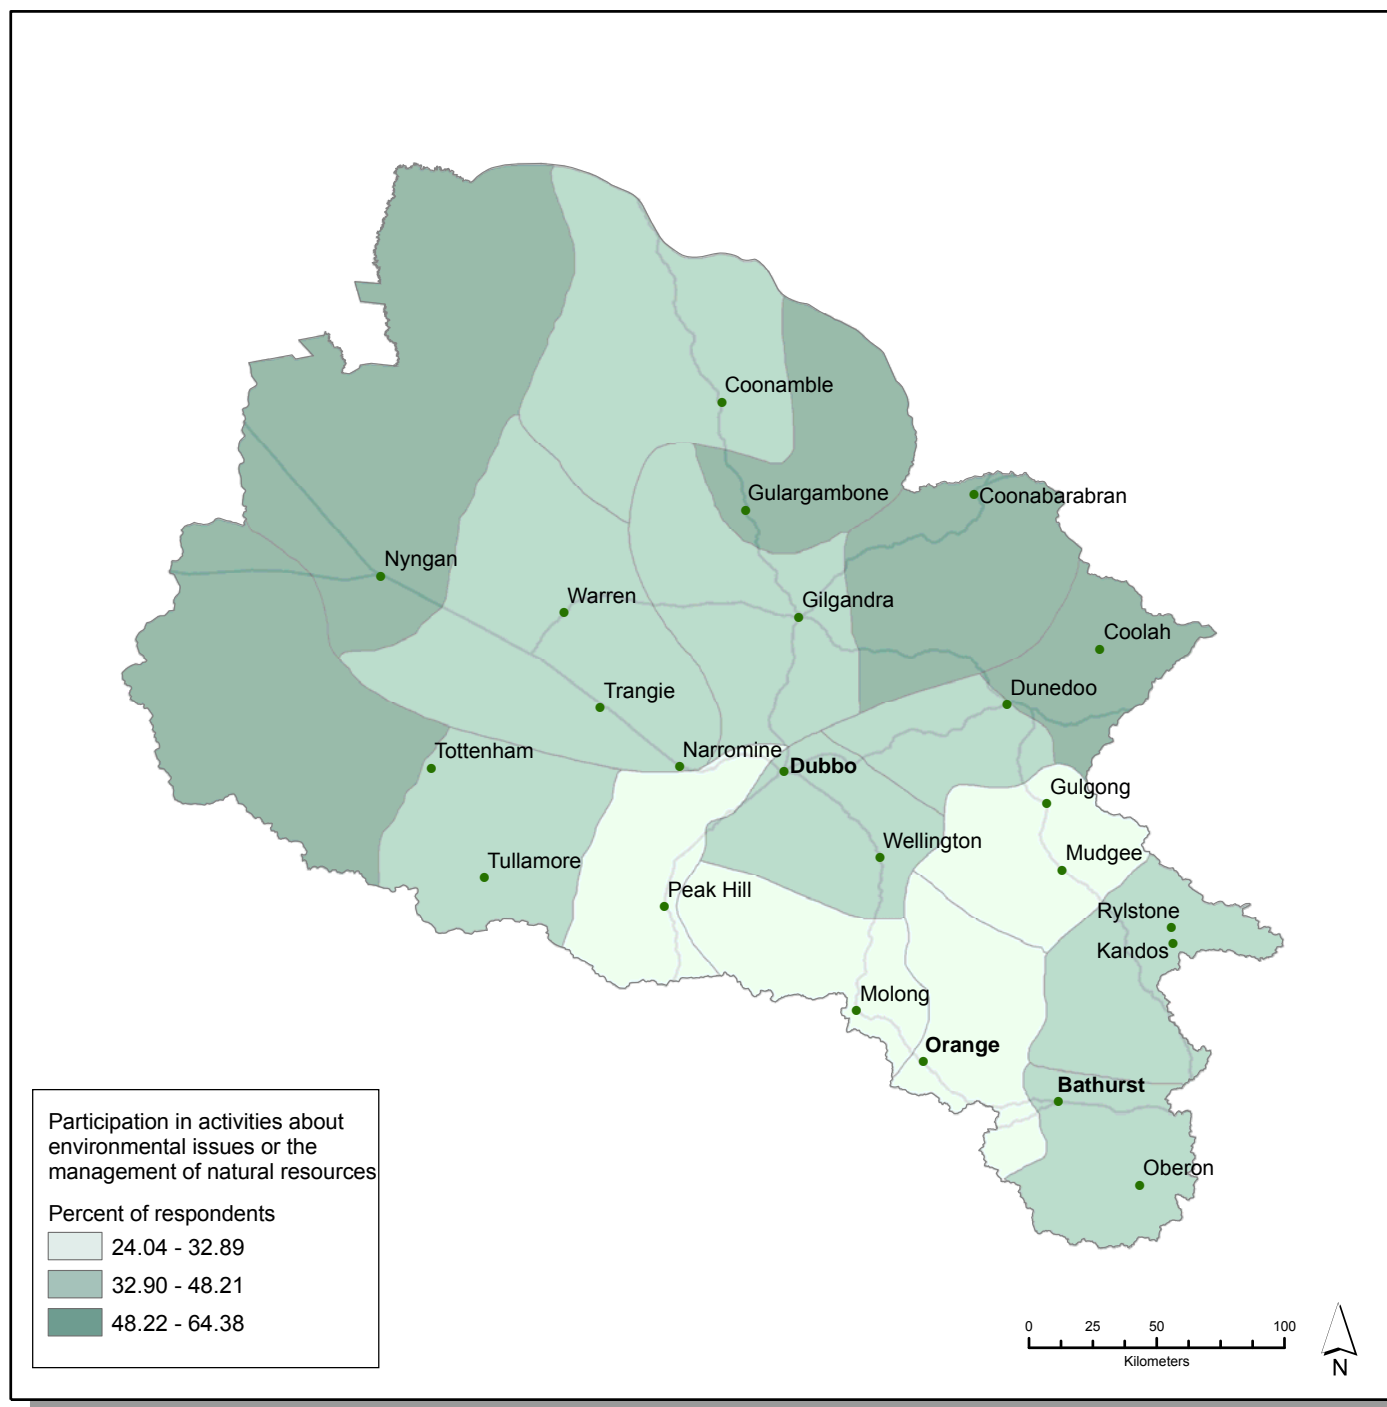 Coonamble
Gulargambone
Coonabarabran
Nyngan
Warren
Gilgandra
Coolah
Trangie
Dunedoo
Tottenham
Narromine
Dubbo
Gulgong
Wellington
Mudgee
Tullamore
Peak Hill
Rylstone
Kandos
Molong
Orange
Bathurst
Oberon
Participation in activities about
environmental issues or the
management of natural resources
Percent of respondents
24.04 - 32.89
32.90 - 48.21
48.22 - 64.38
0 25 50 100
Kilometers
N